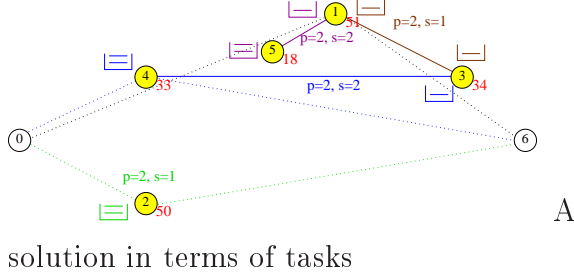 1
p=2, s=1
51
p=2, s=2
5
18
4
33
3
34
p=2, s=2
0
6
p=2, s=1
2
50
A
solution in terms of tasks